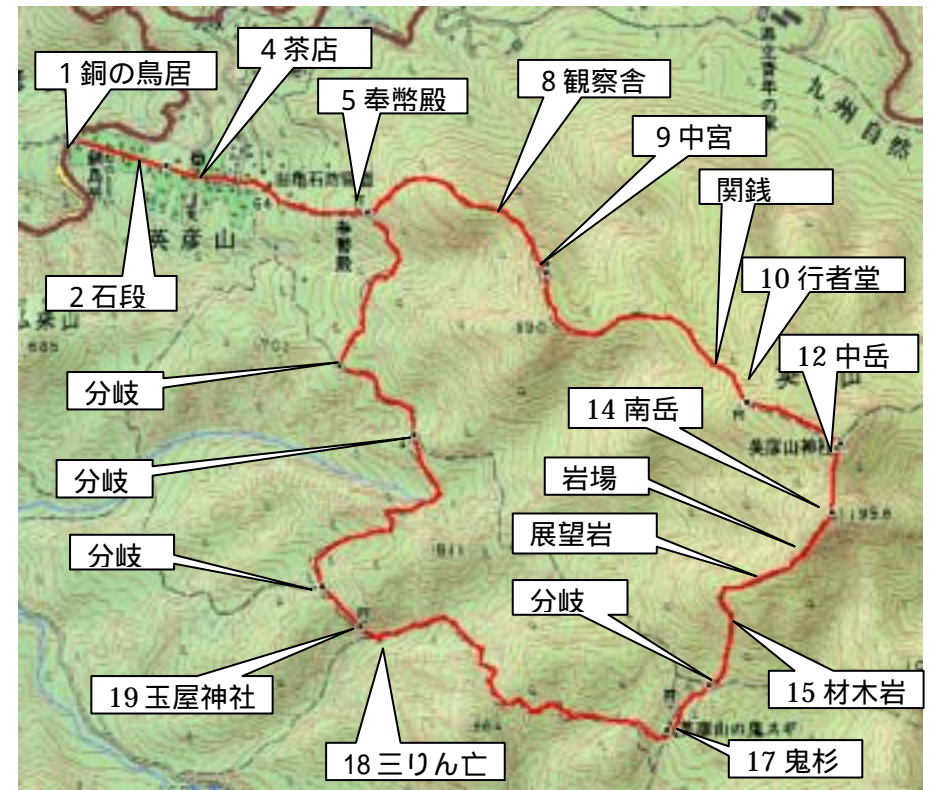 1 銅の鳥居
4 茶店
5 奉幣殿
8 観察舎
9 中宮
関銭
10 行者堂
12 中岳
2 石段
英彦山
九州自然
685
702
890
分岐
14 南岳
英彦山神社
分岐
岩場
1199.6
展望岩
911
分岐
分岐
15 材木岩
19 玉屋神社
18 三りん亡
884
英彦山の鬼スギ
17 鬼杉